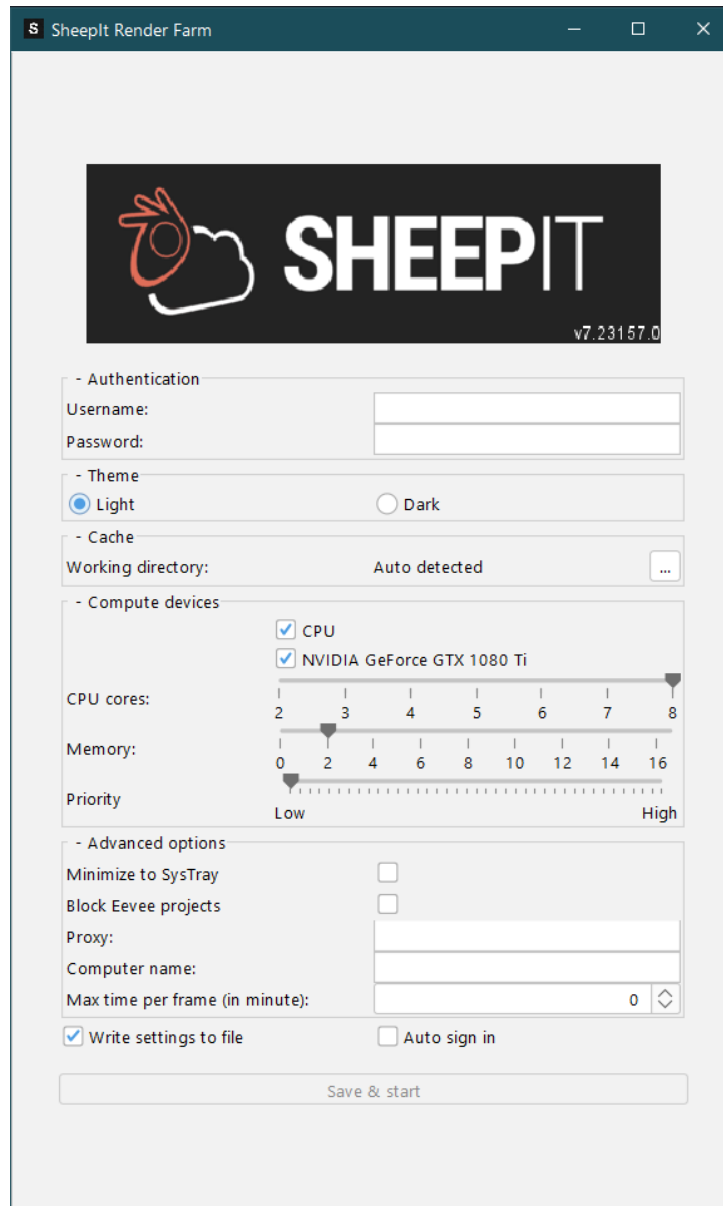 S SheepIt Render Farm
SHEEPIT
v7.23157.0
- Authentication
Username:
Password:
- Theme
Light Dark
- Cache
Working directory: Auto detected ...
- Compute devices
CPU
NVIDIA GeForce GTX 1080 Ti
CPU cores:
2 3 4 5 6 7 8
Memory:
0 2 4 6 8 10 12 14 16
Priority
Low High
- Advanced options
Minimize to SysTray
Block Eevee projects
Proxy:
Computer name:
Max time per frame (in minute): 0
Write settings to file Auto sign in
Save & start